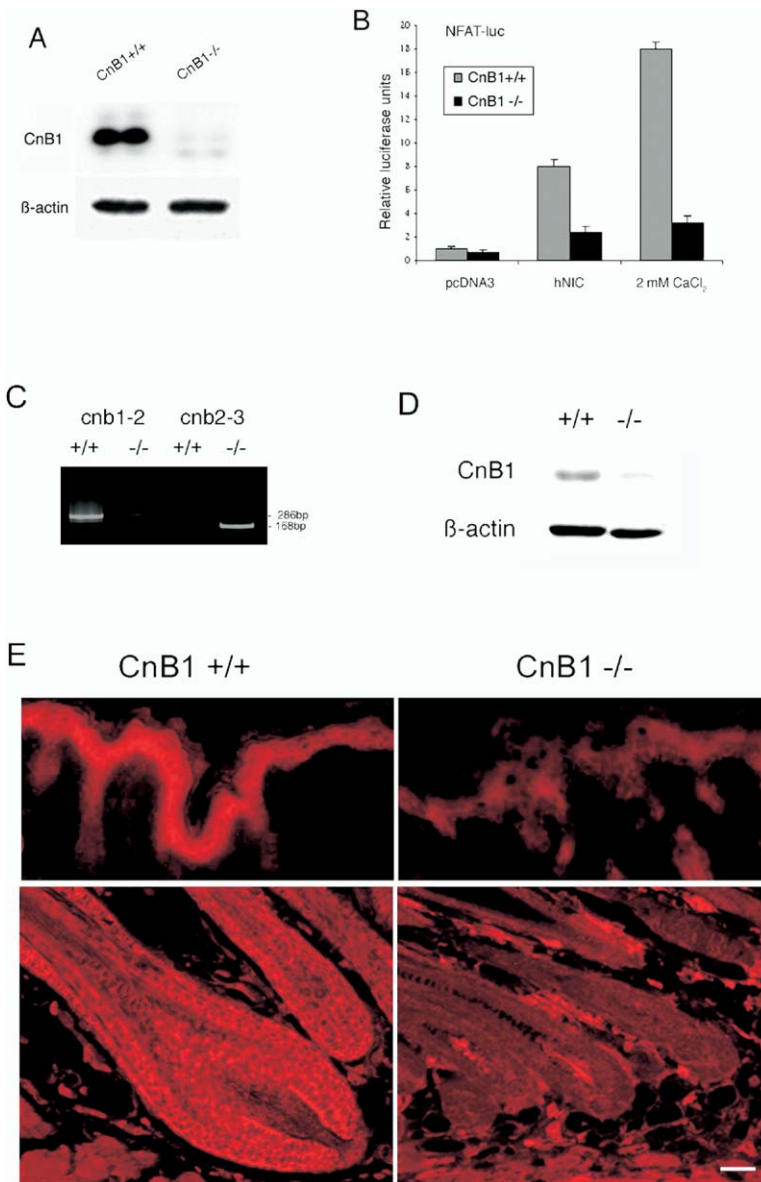 A
CnB1+/+ CnB1-/-
CnB1
ß-actin
B
NFAT-luc
CnB1+/+
CnB1 -/-
Relative luciferase units
20
18
16
14
12
10
8
6
4
2
0
pcDNA3 hNIC 2 mM CaCl₂
C
cnb1-2 cnb2-3
+/+ -/- +/+ -/-
- 286bp
- 168bp
D
+/+ -/-
CnB1
ß-actin
E
CnB1 +/+ CnB1 -/-